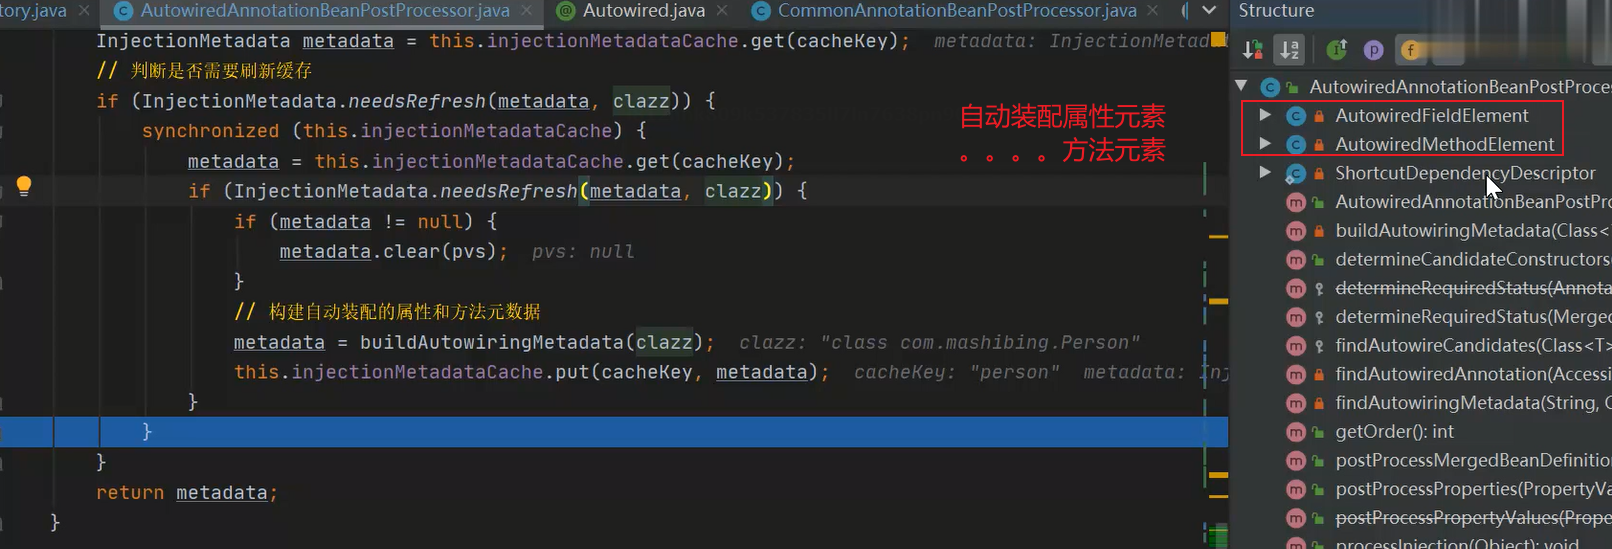 tory.java
AutowiredAnnotationBeanPostProcessor.java
Autowired.java
CommonAnnotationBeanPostProcessor.java
InjectionMetadata metadata = this.injectionMetadataCache.get(cacheKey); metadata: InjectionMetad
// 判断是否需要刷新缓存
if (InjectionMetadata.needsRefresh(metadata, clazz)) {
synchronized (this.injectionMetadataCache) {
metadata = this.injectionMetadataCache.get(cacheKey);
if (InjectionMetadata.needsRefresh(metadata, clazz)) {
if (metadata != null) {
metadata.clear(pvs); pvs: null
}
// 构建自动装配的属性和方法元数据
metadata = buildAutowiringMetadata(clazz); clazz: "class com.mashibing.Person"
this.injectionMetadataCache.put(cacheKey, metadata); cacheKey: "person" metadata: Inj
}
}
}
return metadata;
}
自动装配属性元素
。。。。方法元素
Structure
AutowiredAnnotationBeanPostProces
AutowiredFieldElement
AutowiredMethodElement
ShortcutDependencyDescriptor
AutowiredAnnotationBeanPostPro
buildAutowiringMetadata(Class<?
determineCandidateConstructors(
determineRequiredStatus(Annota
determineRequiredStatus(Merged
findAutowireCandidates(Class<T>
findAutowiredAnnotation(Accessi
findAutowiringMetadata(String, C
getOrder(): int
postProcessMergedBeanDefinition
postProcessProperties(PropertyVa
postProcessPropertyValues(Prope
processInjection(Object): void